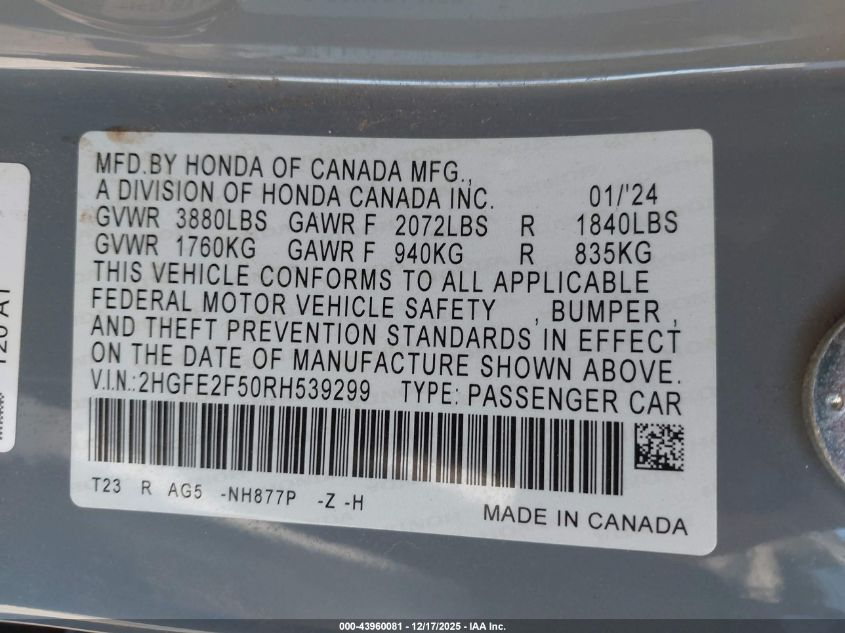 MFD.BY HONDA OF CANADA MFG.,
A DIVISION OF HONDA CANADA INC. 01/'24
GVWR 3880LBS GAWR F 2072LBS R 1840LBS
GVWR 1760KG GAWR F 940KG R 835KG
THIS VEHICLE CONFORMS TO ALL APPLICABLE
FEDERAL MOTOR VEHICLE SAFETY , BUMPER ,
AND THEFT PREVENTION STANDARDS IN EFFECT
ON THE DATE OF MANUFACTURE SHOWN ABOVE.
V.I.N.:2HGFE2F50RH539299 TYPE: PASSENGER CAR
T23 R AG5 -NH877P -Z -H
MADE IN CANADA
000-43960081 - 12/17/2025 - IAA Inc.